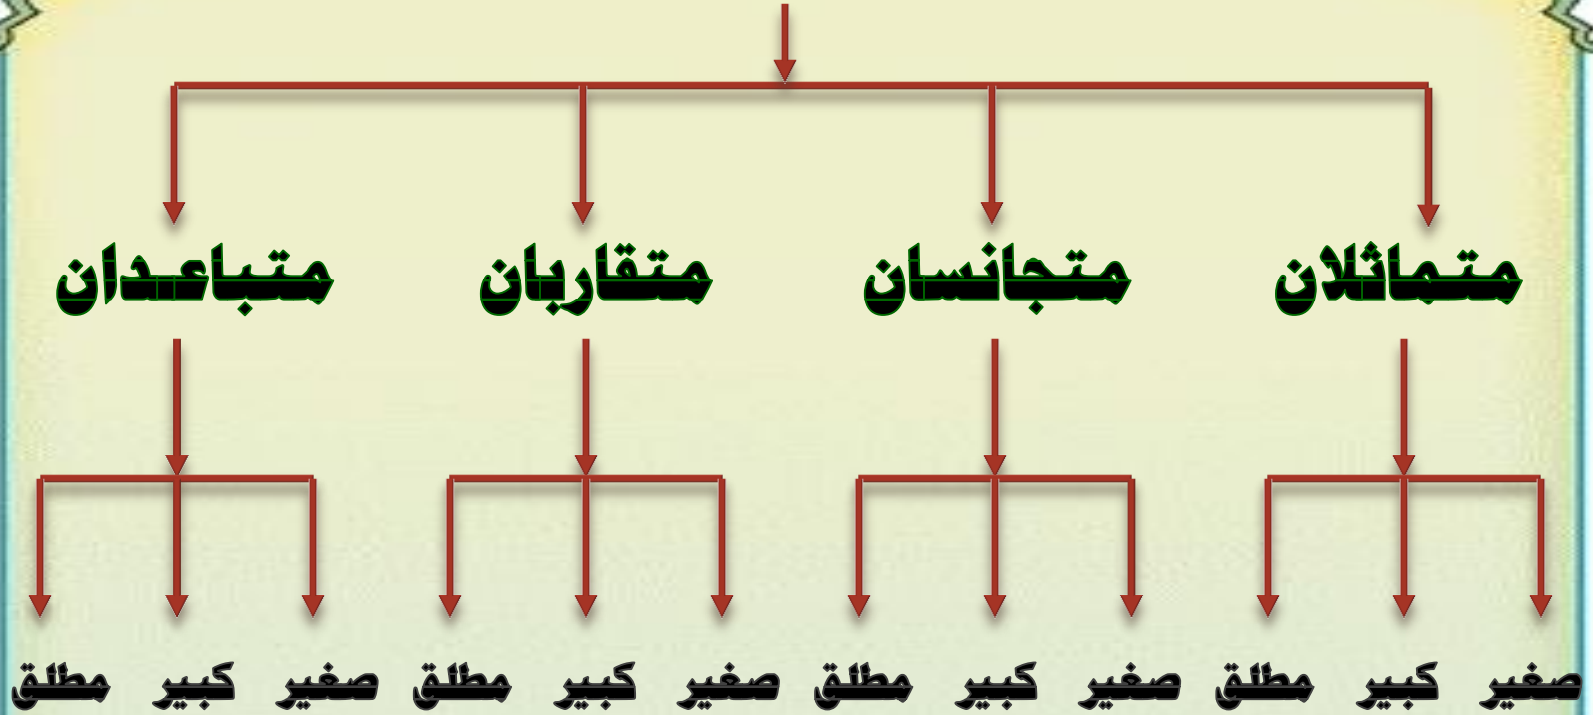 متماثلان متجانسان متقاربان متباعدان
صغير كبير مطلق صغير كبير مطلق صغير كبير مطلق صغير كبير مطلق